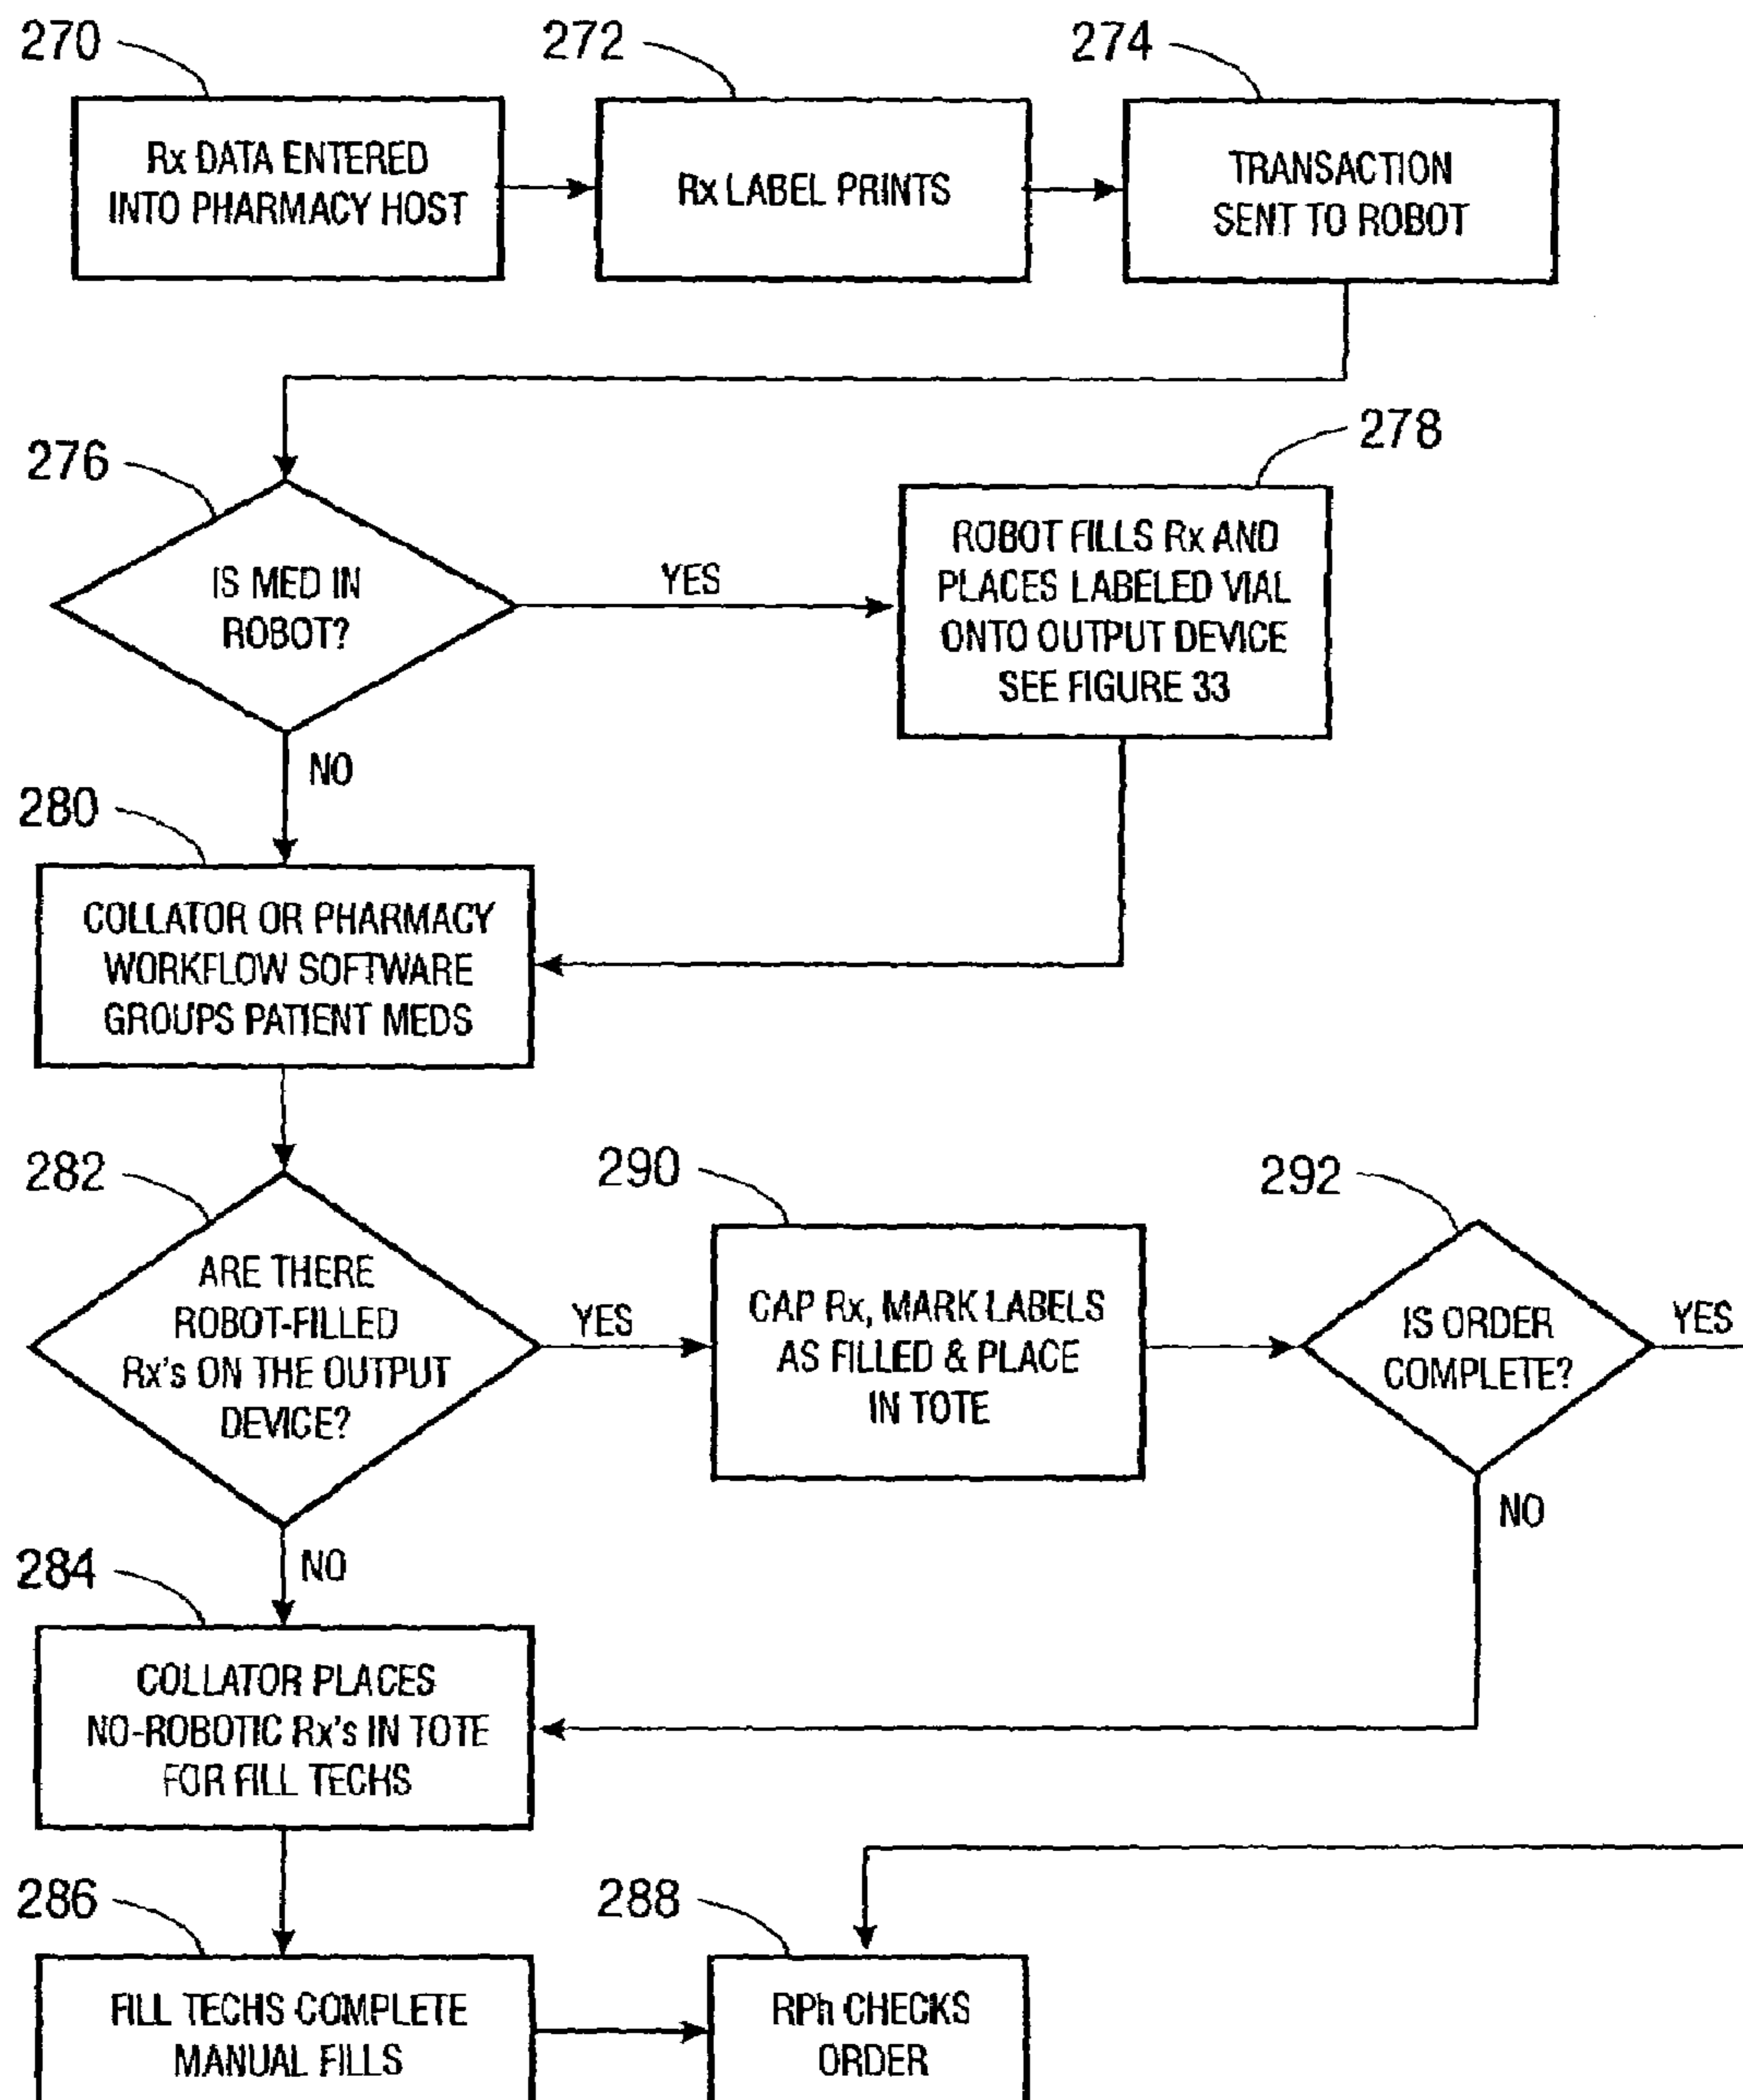 270
272
274
Rx DATA ENTERED
INTO PHARMACY HOST
Rx LABEL PRINTS
TRANSACTION
SENT TO ROBOT
276
278
IS MED IN
ROBOT?
YES
ROBOT FILLS Rx AND
PLACES LABELED VIAL
ONTO OUTPUT DEVICE
SEE FIGURE 33
NO
280
COLLATOR OR PHARMACY
WORKFLOW SOFTWARE
GROUPS PATIENT MEDS
282
290
292
ARE THERE
ROBOT-FILLED
Rx's ON THE OUTPUT
DEVICE?
YES
CAP Rx, MARK LABELS
AS FILLED & PLACE
IN TOTE
IS ORDER
COMPLETE?
YES
NO
NO
284
COLLATOR PLACES
NO-ROBOTIC Rx's IN TOTE
FOR FILL TECHS
286
288
FILL TECHS COMPLETE
MANUAL FILLS
RPh CHECKS
ORDER